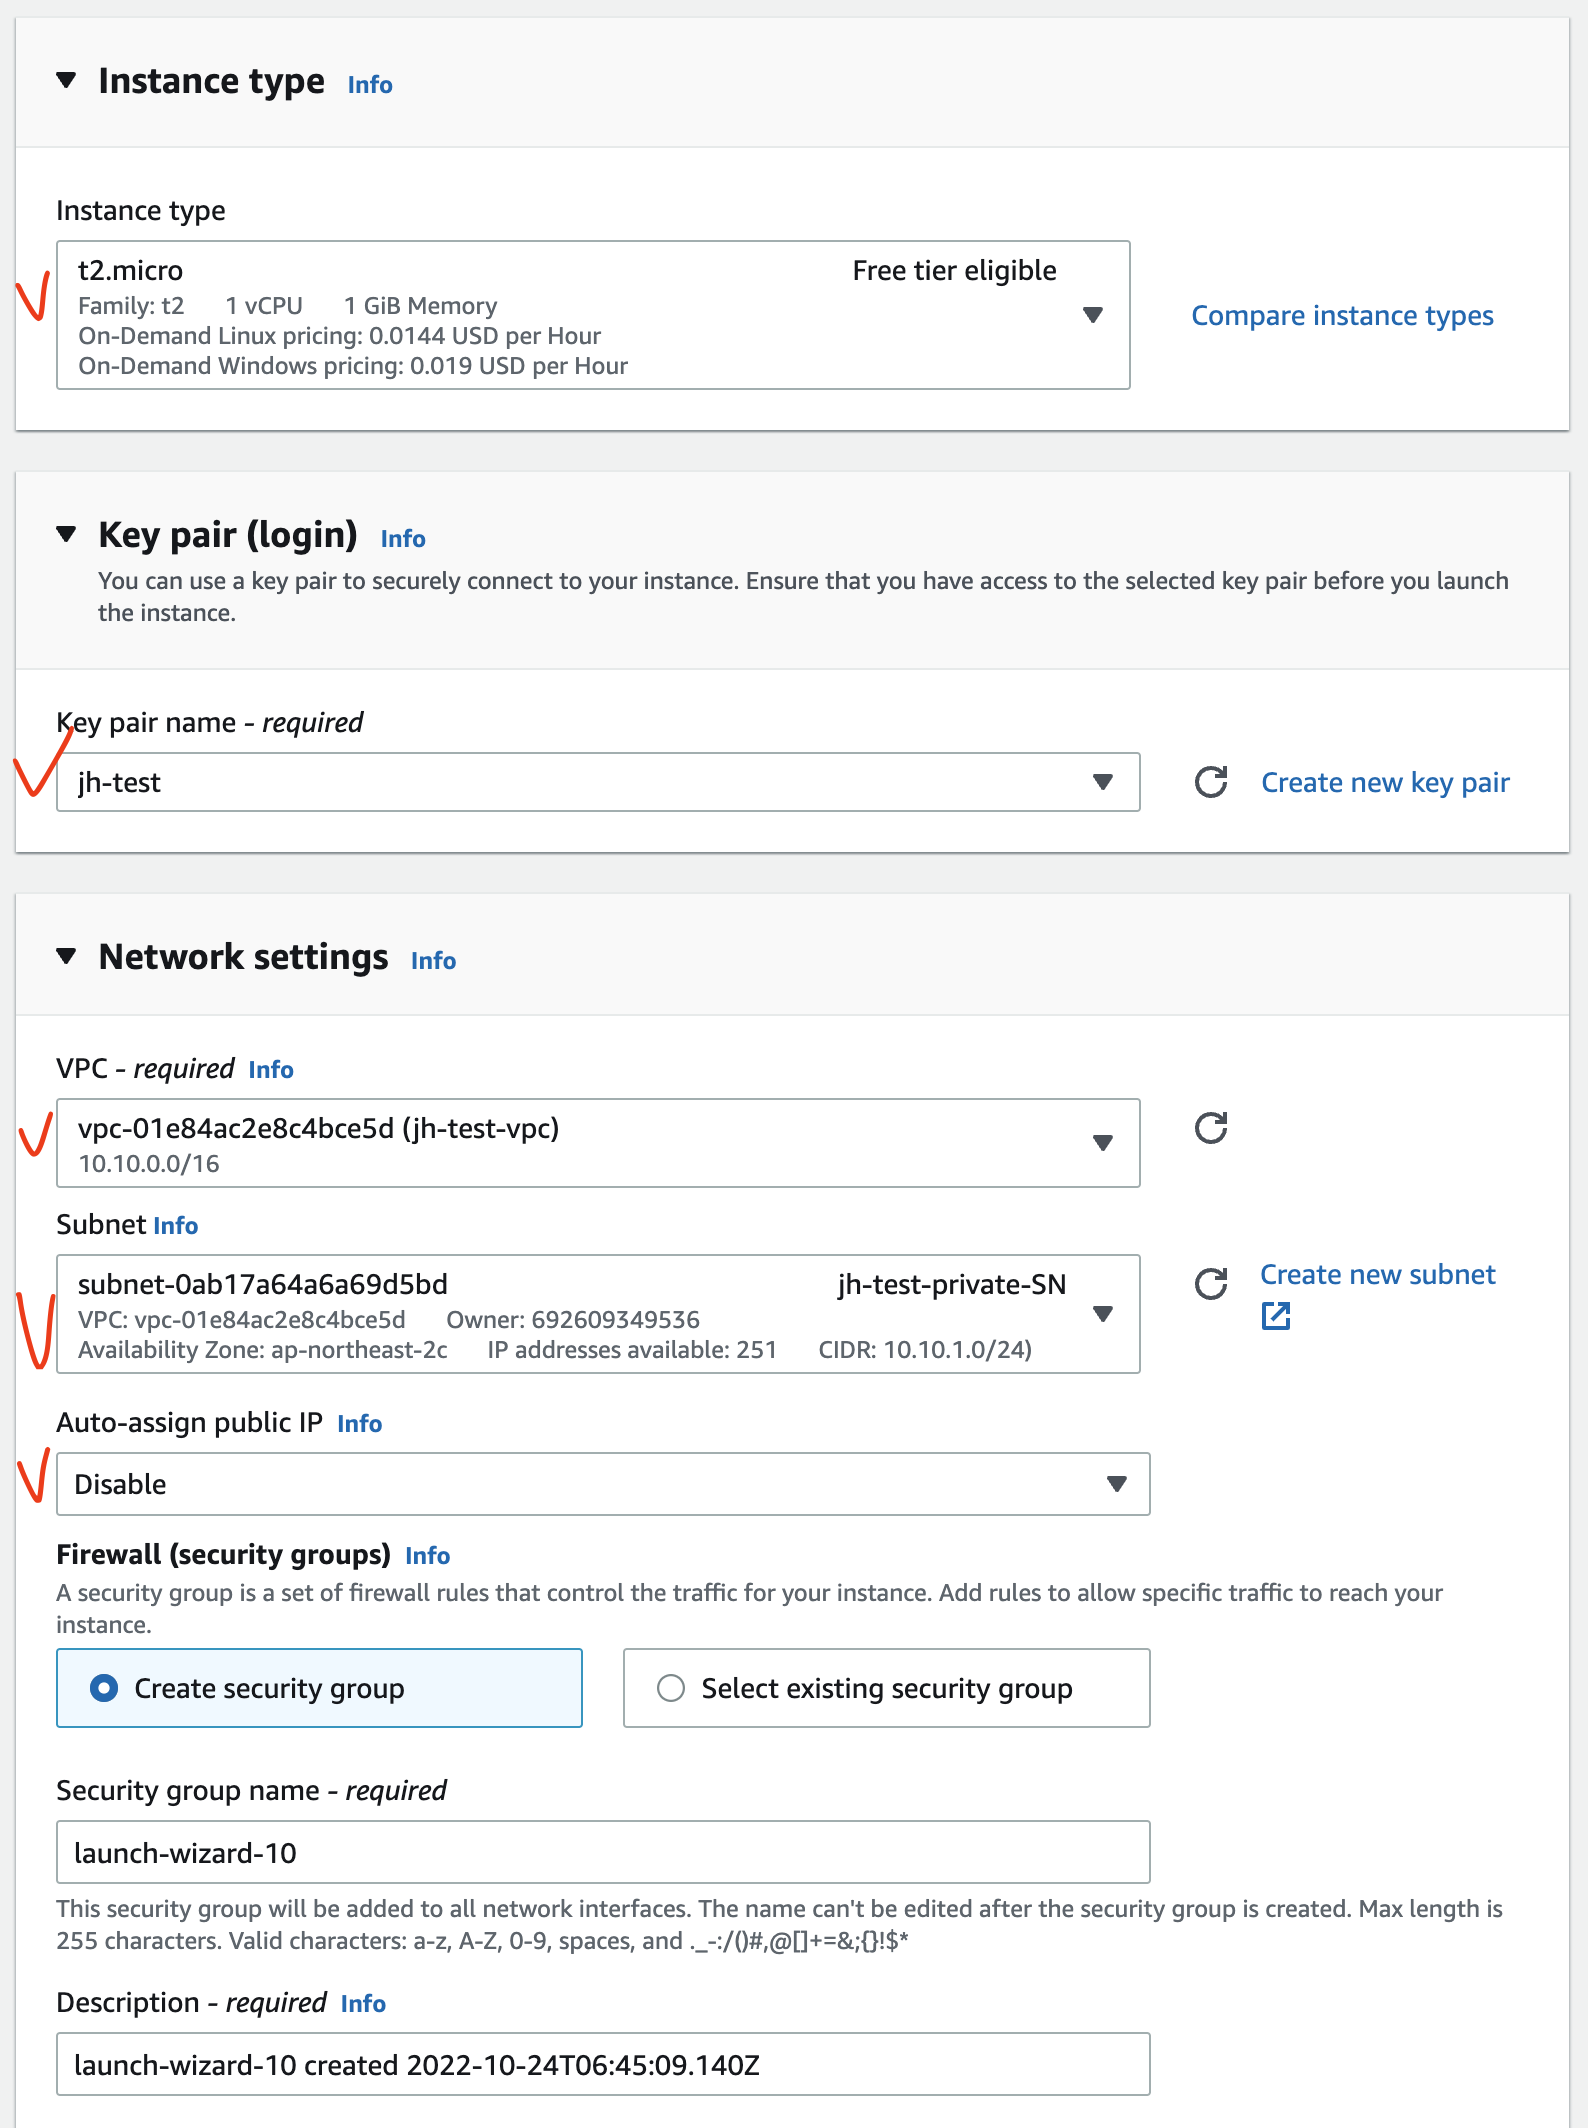 Instance type Info
Instance type
t2.micro Free tier eligible
Family: t2 1 vCPU 1 GiB Memory
On-Demand Linux pricing: 0.0144 USD per Hour
On-Demand Windows pricing: 0.019 USD per Hour
Compare instance types
Key pair (login) Info
You can use a key pair to securely connect to your instance. Ensure that you have access to the selected key pair before you launch
the instance.
Key pair name - required
jh-test
Create new key pair
Network settings Info
VPC - required Info
vpc-01e84ac2e8c4bce5d (jh-test-vpc)
10.10.0.0/16
Subnet Info
subnet-0ab17a64a6a69d5bd jh-test-private-SN
VPC: vpc-01e84ac2e8c4bce5d Owner: 692609349536
Availability Zone: ap-northeast-2c IP addresses available: 251 CIDR: 10.10.1.0/24)
Create new subnet
Auto-assign public IP Info
Disable
Firewall (security groups) Info
A security group is a set of firewall rules that control the traffic for your instance. Add rules to allow specific traffic to reach your
instance.
Create security group Select existing security group
Security group name - required
launch-wizard-10
This security group will be added to all network interfaces. The name can't be edited after the security group is created. Max length is
255 characters. Valid characters: a-z, A-Z, 0-9, spaces, and ._-:/()#,@[]+=&;{}!$*
Description - required Info
launch-wizard-10 created 2022-10-24T06:45:09.140Z